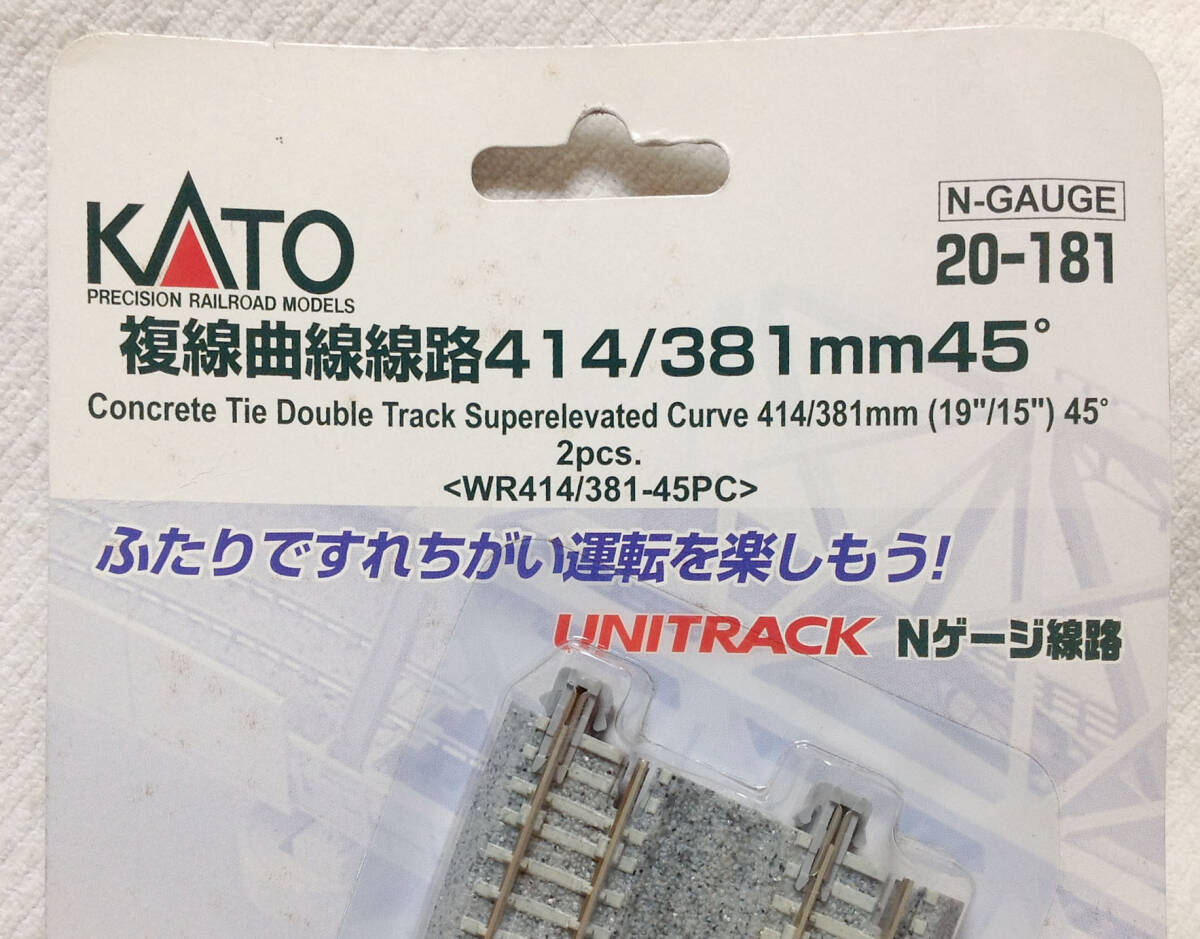 KATO
PRECISION RAILROAD MODELS
N-GAUGE
20-181
複線曲線線路414/381mm45°
Concrete Tie Double Track Superelevated Curve 414/381mm (19"/15") 45°
2pcs.
<WR414/381-45PC>
ふたりですれちがい運転を楽しもう!
UNITRACK Nゲージ線路